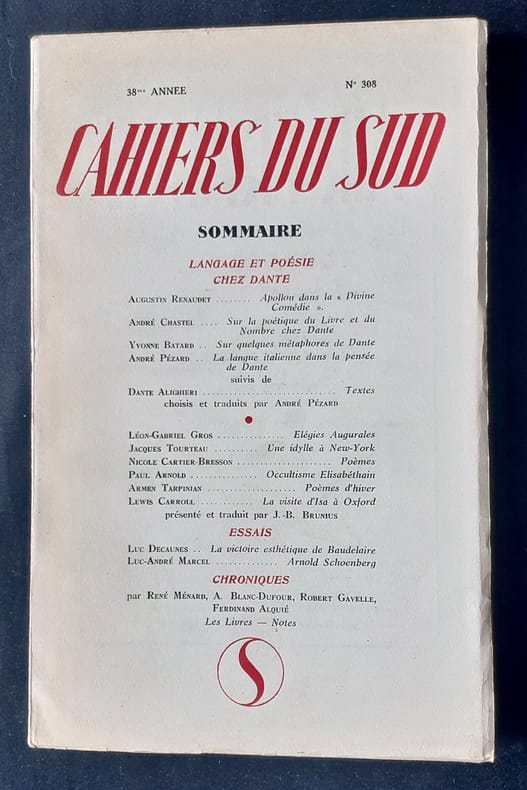 38me ANNEE
N° 308
CAHIERS DU SUD
SOMMAIRE
LANGAGE ET POÉSIE
CHEZ DANTE
AUGUSTIN RENAUDET ........ Apollon dans la « Divine
Comédie ».
ANDRÉ CHASTEL .... Sur la poétique du Livre et du
Nombre chez Dante
YVONNE BATARD .. Sur quelques métaphores de Dante
ANDRÉ PÉZARD .. La langue italienne dans la pensée
de Dante
suivis de
DANTE ALIGHIERI ............................. Textes
choisis et traduits par ANDRÉ PÉZARD
LÉON-GABRIEL GROS ............... Elégies Augurales
JACQUES TOURTEAU .......... Une idylle à New-York
NICOLE CARTIER-BRESSON ..................... Poèmes
PAUL ARNOLD .................. Occultisme Elisabéthain
ARMEN TARPINIAN .................... Poèmes d'hiver
LEWIS CARROLL ............ La visite d'Isa à Oxford
présenté et traduit par J.-B. BRUNIUS
ESSAIS
LUC DECAUNES .. La victoire esthétique de Baudelaire
LUC-ANDRÉ MARCEL .............. Arnold Schoenberg
CHRONIQUES
par RENÉ MÉNARD, A. BLANC-DUFOUR, ROBERT GAVELLE,
FERDINAND ALQUIÉ
Les Livres — Notes
S